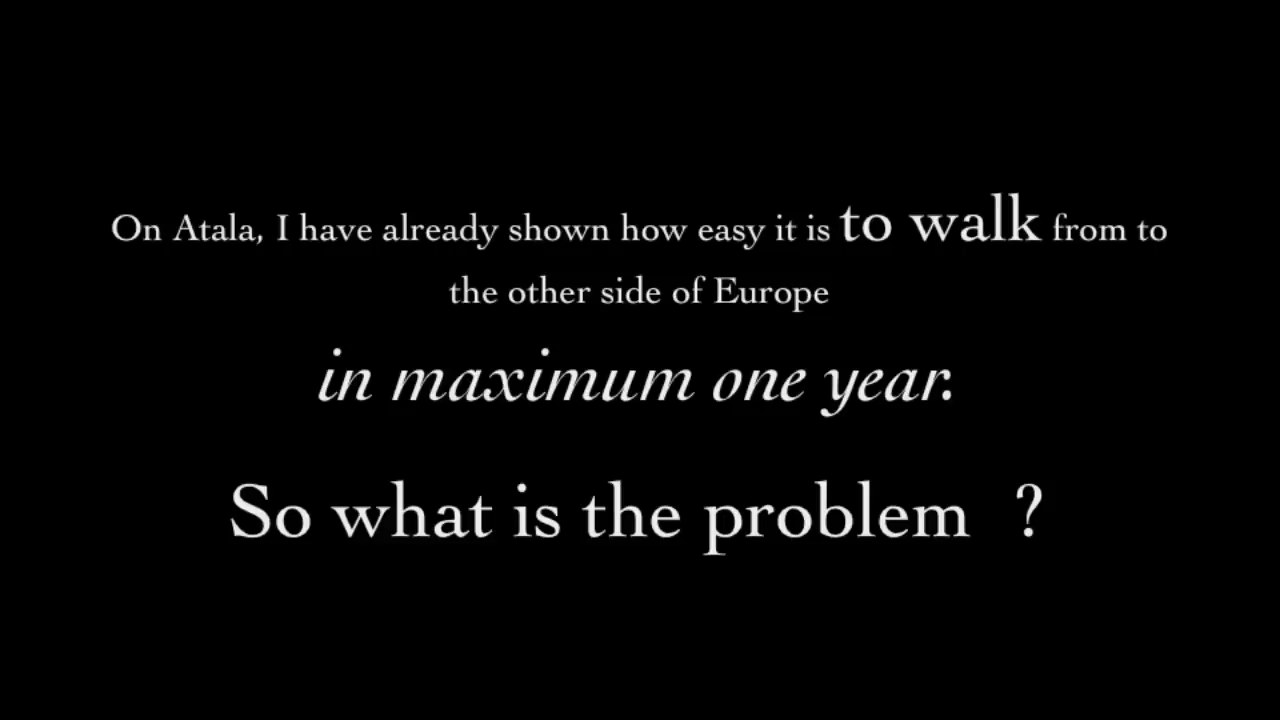 On Atala, I have already shown how easy it is to walk from to
the other side of Europe
in maximum one year.
So what is the problem ?